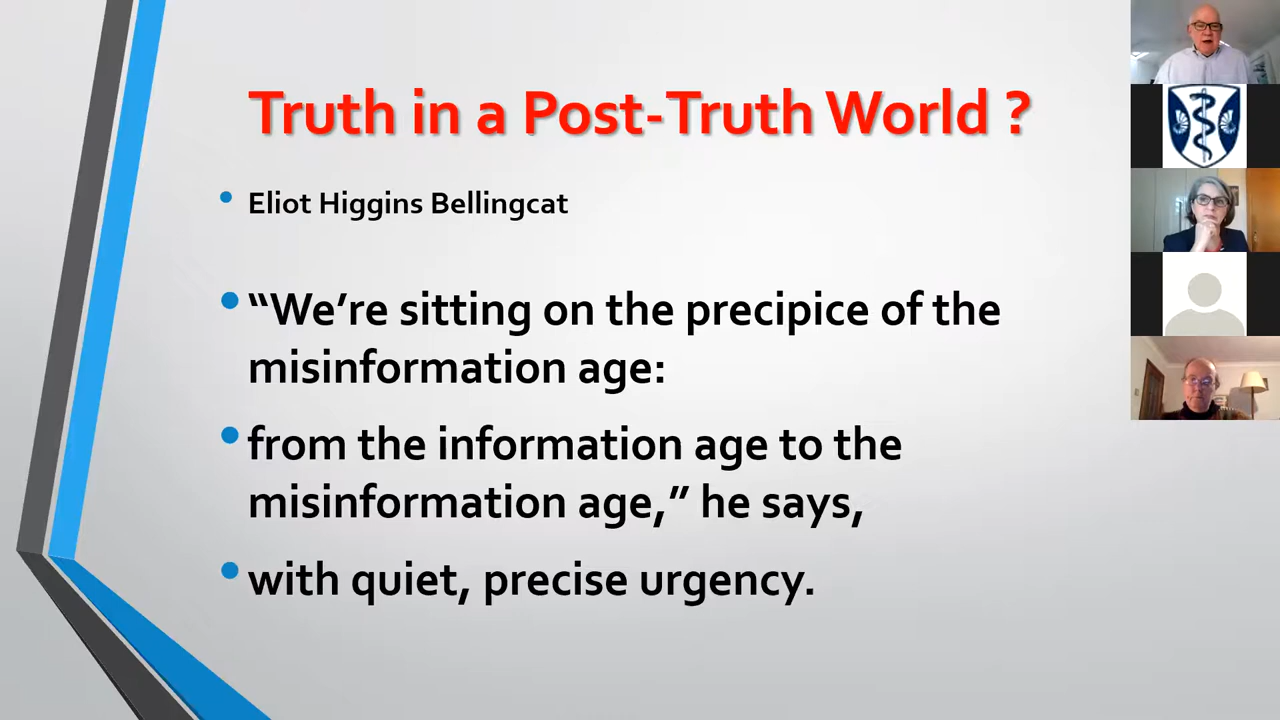 Truth in a Post-Truth World ?
• Eliot Higgins Bellingcat
• “We’re sitting on the precipice of the
misinformation age:
• from the information age to the
misinformation age,” he says,
• with quiet, precise urgency.